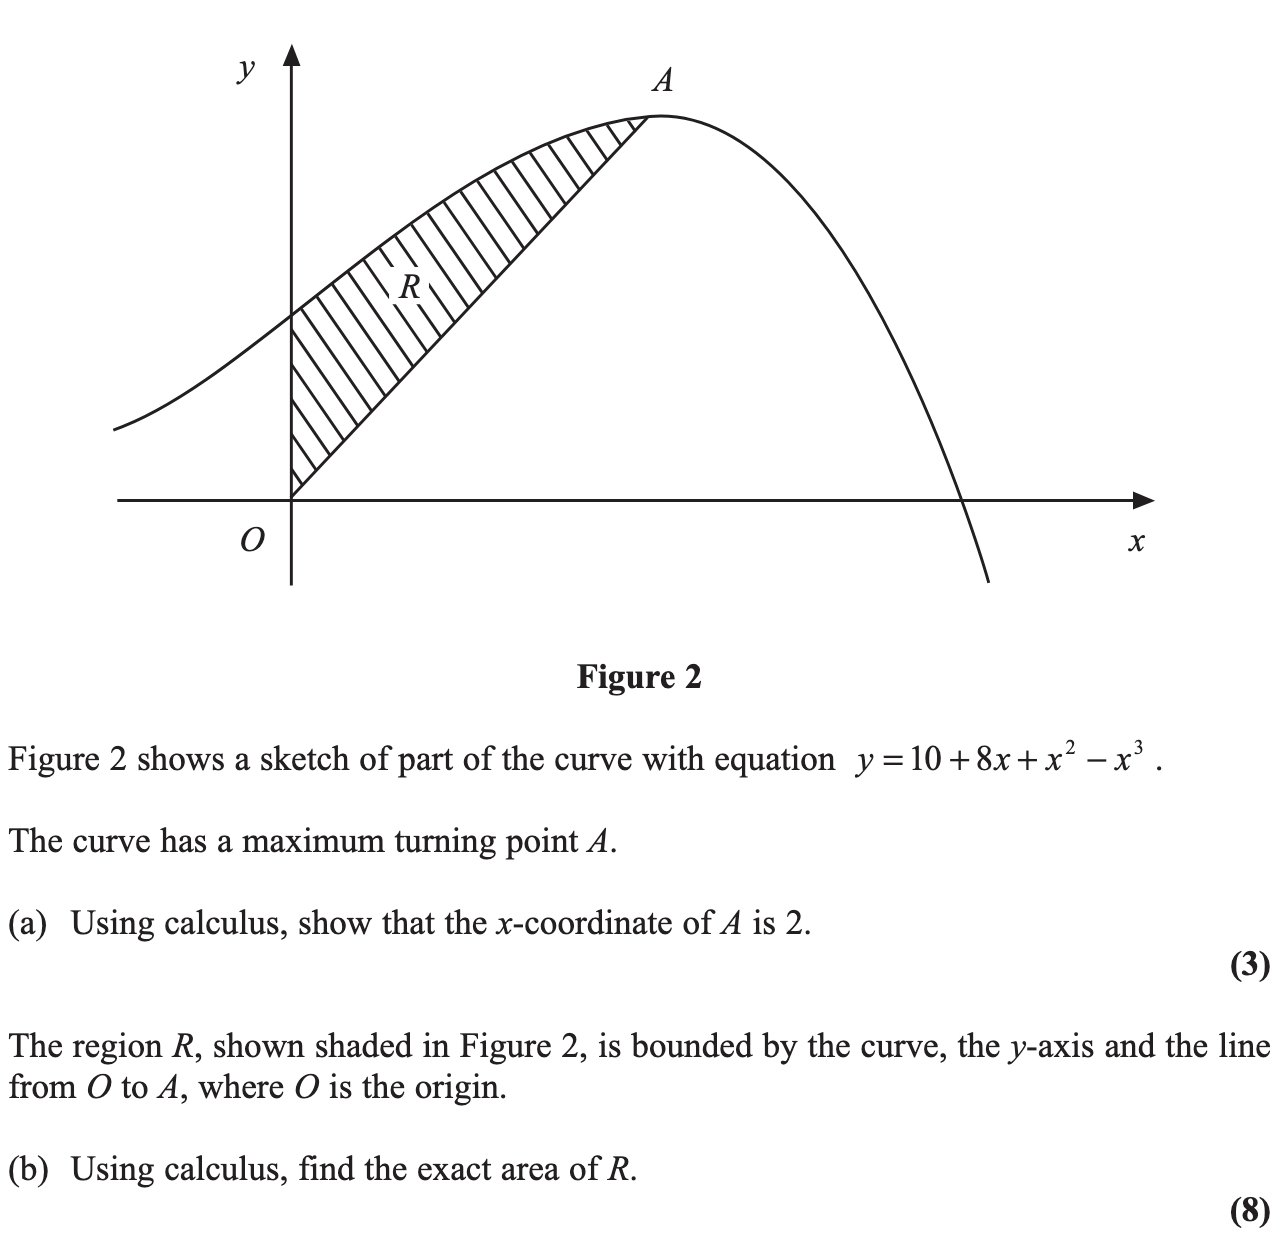 y
A
R
O
x
Figure 2
Figure 2 shows a sketch of part of the curve with equation y = 10 + 8x + x² − x³ .
The curve has a maximum turning point A.
(a) Using calculus, show that the x-coordinate of A is 2.
(3)
The region R, shown shaded in Figure 2, is bounded by the curve, the y-axis and the line
from O to A, where O is the origin.
(b) Using calculus, find the exact area of R.
(8)